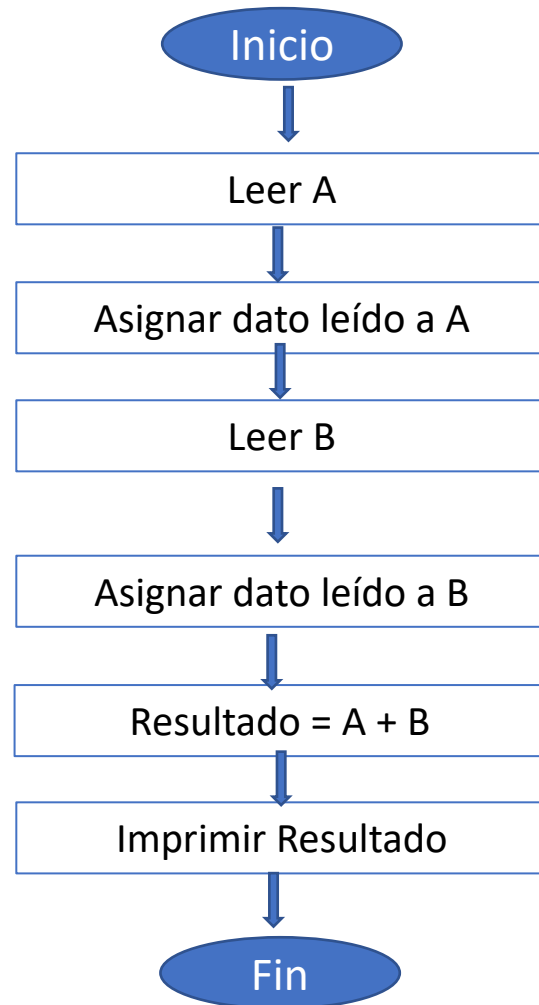 Inicio
Leer A
Asignar dato leído a A
Leer B
Asignar dato leído a B
Resultado = A + B
Imprimir Resultado
Fin